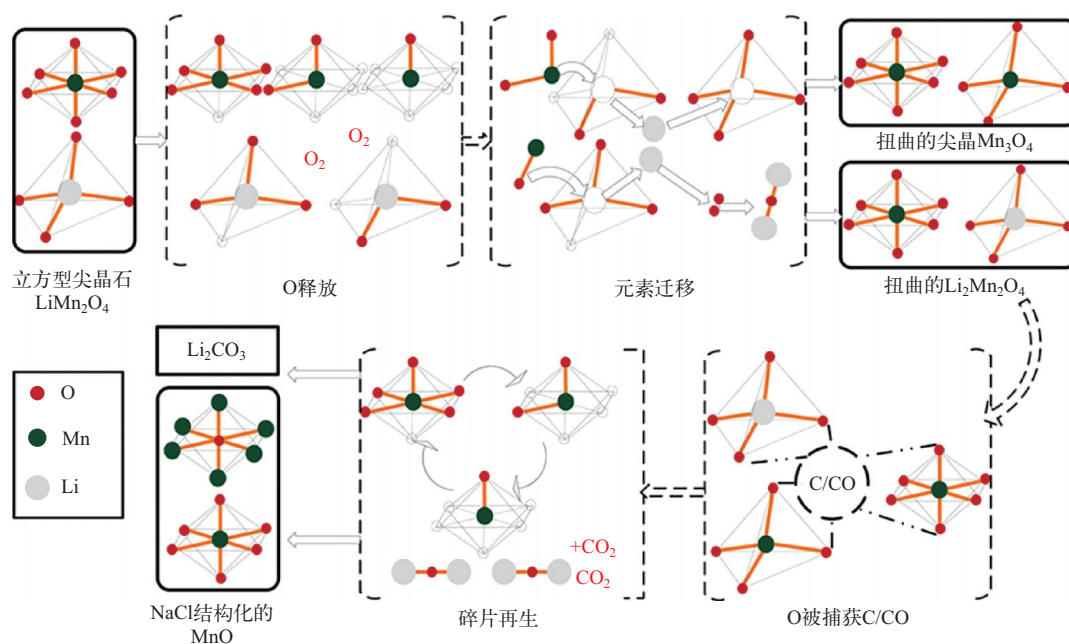 O₂
O₂
扭曲的尖晶Mn₃O₄
立方型尖晶石
LiMn₂O₄
O释放
元素迁移
扭曲的Li₂Mn₂O₄
Li₂CO₃
O
Mn
Li
C/CO
+CO₂
CO₂
NaCl结构化的
MnO
碎片再生
O被捕获C/CO